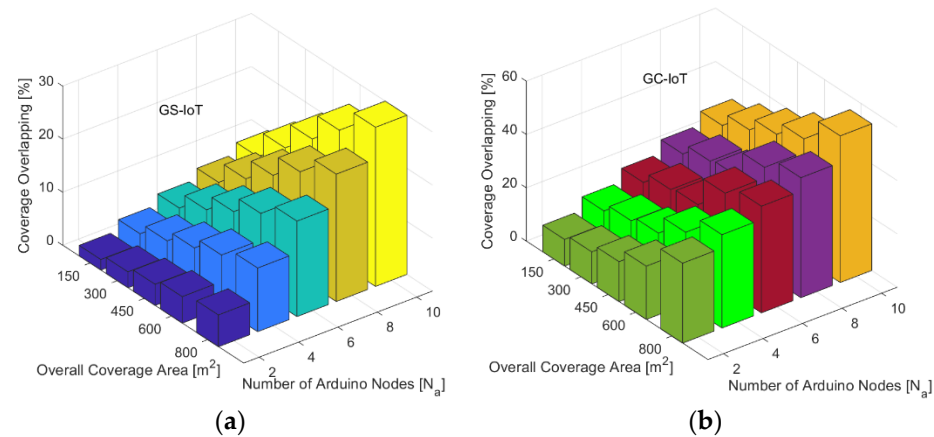 30
20
10
0
Coverage Overlapping [%]
GS-IoT
150
300
450
600
800
Overall Coverage Area [m²]
2
4
6
8
10
Number of Arduino Nodes [Nₐ]
(a)
60
40
20
0
Coverage Overlapping [%]
GC-IoT
150
300
450
600
800
Overall Coverage Area [m²]
2
4
6
8
10
Number of Arduino Nodes [Nₐ]
(b)